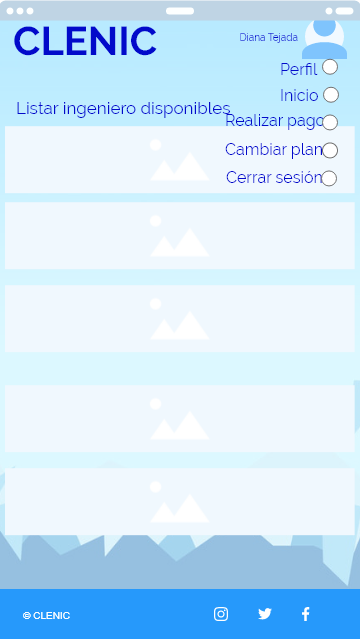 CLENIC
Diana Tejada
Perfil
Inicio
Listar ingeniero disponibles
Realizar pago
Cambiar plan
Cerrar sesión
© CLENIC